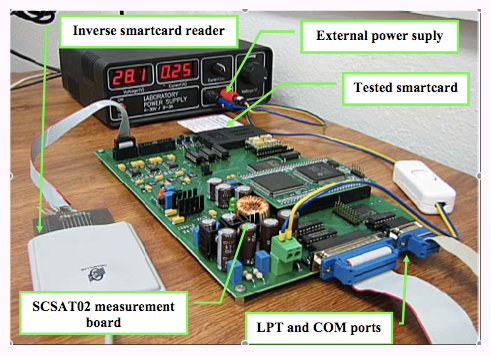 Inverse smartcard reader
External power suply
28.1 0.25
Tested smartcard
LABORATORY
POWER SUPPLY
SCSAT02 measurement
board
LPT and COM ports